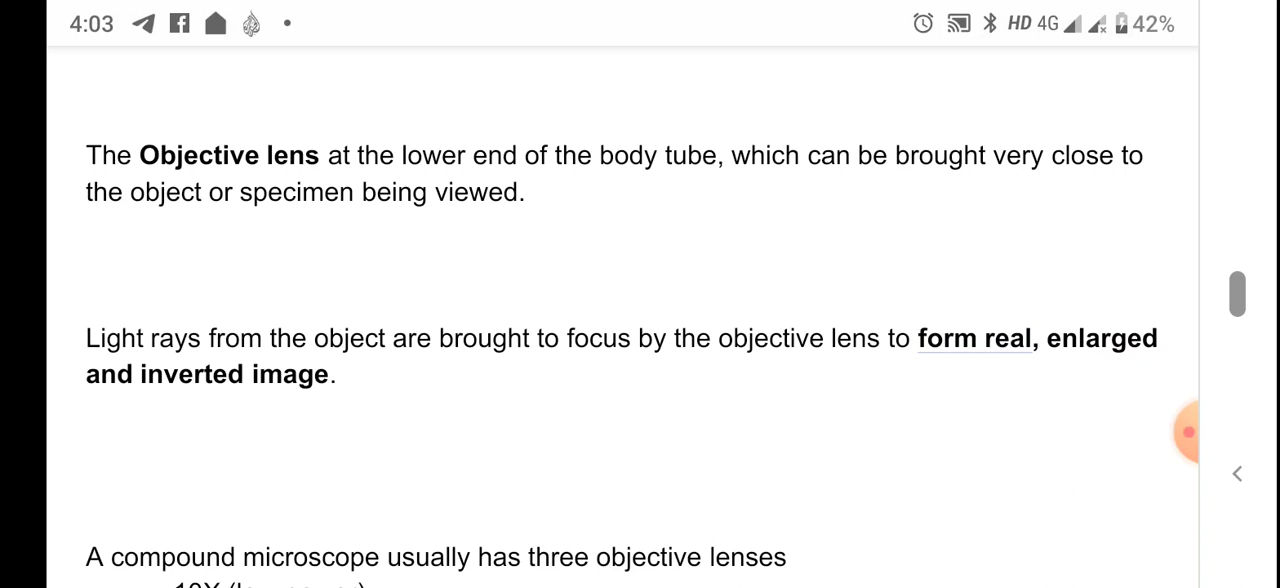 4:03 HD 4G 42%
The Objective lens at the lower end of the body tube, which can be brought very close to
the object or specimen being viewed.
Light rays from the object are brought to focus by the objective lens to form real, enlarged
and inverted image.
A compound microscope usually has three objective lenses